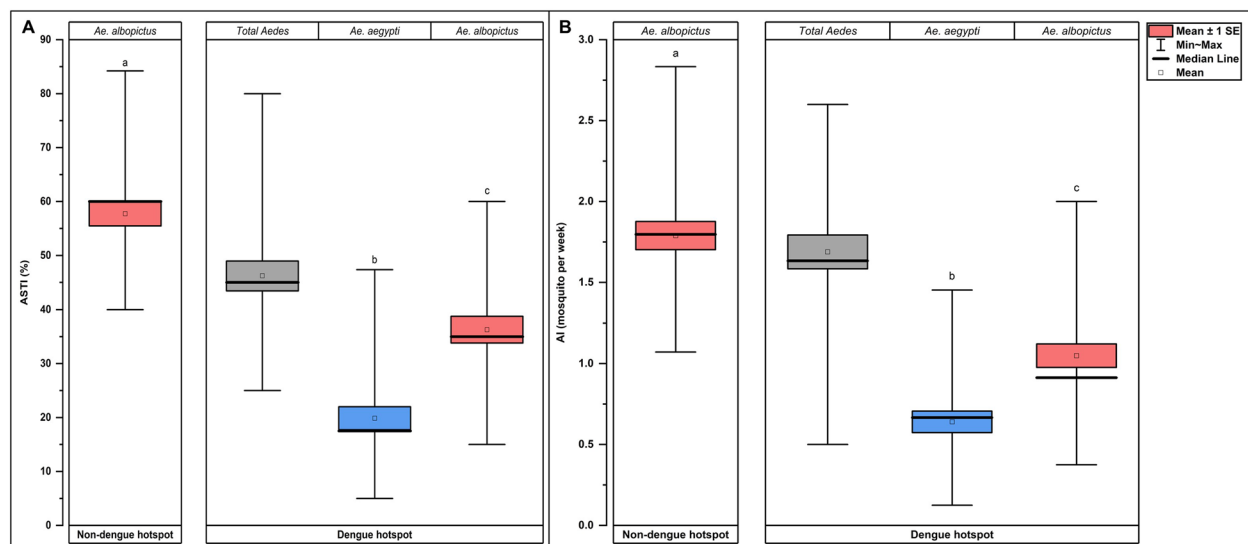 A
Ae. albopictus
Total Aedes
Ae. aegypti
Ae. albopictus
90
80
70
60
50
40
30
20
10
0
ASTI (%)
a
b
c
Non-dengue hotspot
Dengue hotspot
B
Ae. albopictus
Total Aedes
Ae. aegypti
Ae. albopictus
3.0
2.5
2.0
1.5
1.0
0.5
0.0
AI (mosquito per week)
a
b
c
Non-dengue hotspot
Dengue hotspot
Mean ± 1 SE
Min~Max
Median Line
Mean